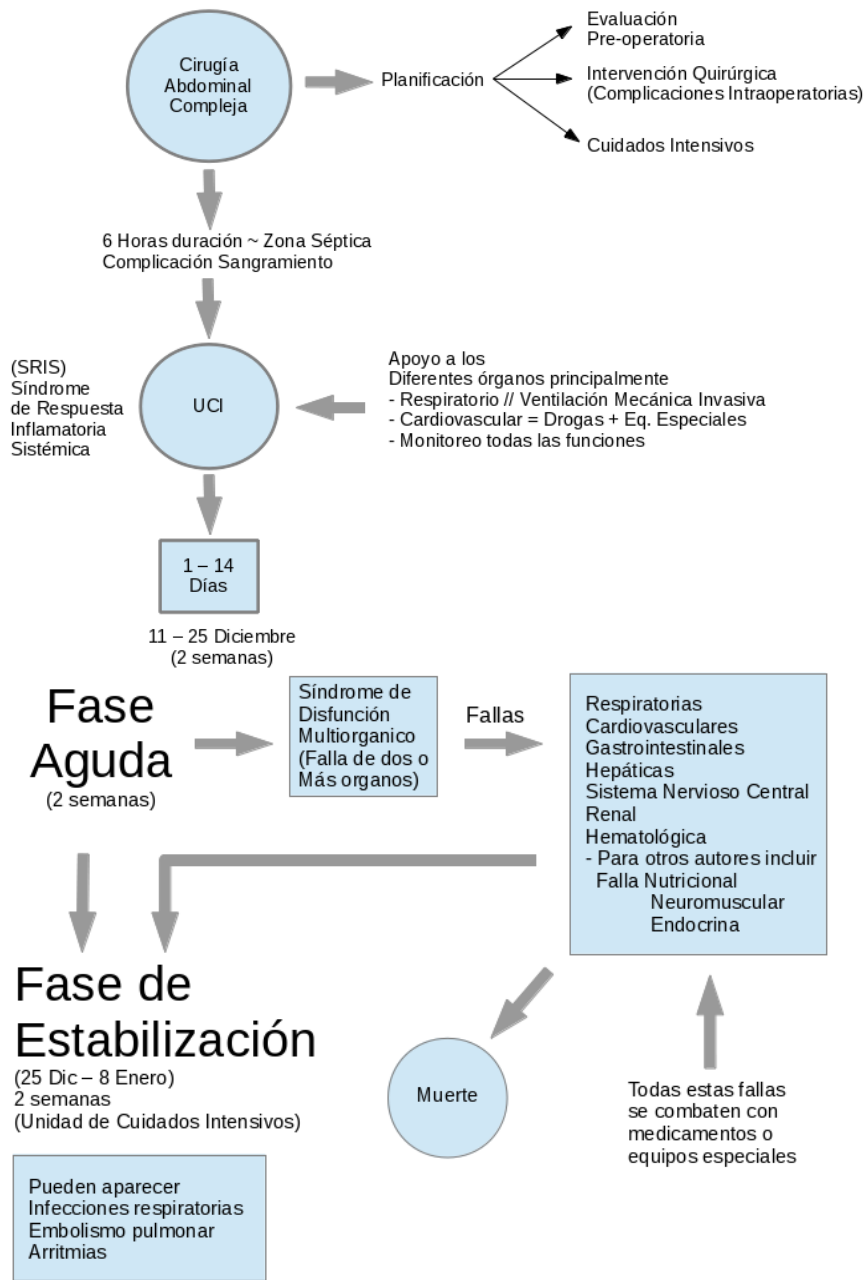 Cirugía
Abdominal
Compleja
Planificación
Evaluación
Pre-operatoria
Intervención Quirúrgica
(Complicaciones Intraoperatorias)
Cuidados Intensivos
6 Horas duración ~ Zona Séptica
Complicación Sangramiento
(SRIS)
Síndrome
de Respuesta
Inflamatoria
Sistémica
UCI
Apoyo a los
Diferentes órganos principalmente
- Respiratorio // Ventilación Mecánica Invasiva
- Cardiovascular = Drogas + Eq. Especiales
- Monitoreo todas las funciones
1 – 14
Días
11 – 25 Diciembre
(2 semanas)
Fase
Aguda
(2 semanas)
Síndrome de
Disfunción
Multiorganico
(Falla de dos o
Más organos)
Fallas
Respiratorias
Cardiovasculares
Gastrointestinales
Hepáticas
Sistema Nervioso Central
Renal
Hematológica
- Para otros autores incluir
Falla Nutricional
Neuromuscular
Endocrina
Fase de
Estabilización
(25 Dic – 8 Enero)
2 semanas
(Unidad de Cuidados Intensivos)
Muerte
Todas estas fallas
se combaten con
medicamentos o
equipos especiales
Pueden aparecer
Infecciones respiratorias
Embolismo pulmonar
Arritmias